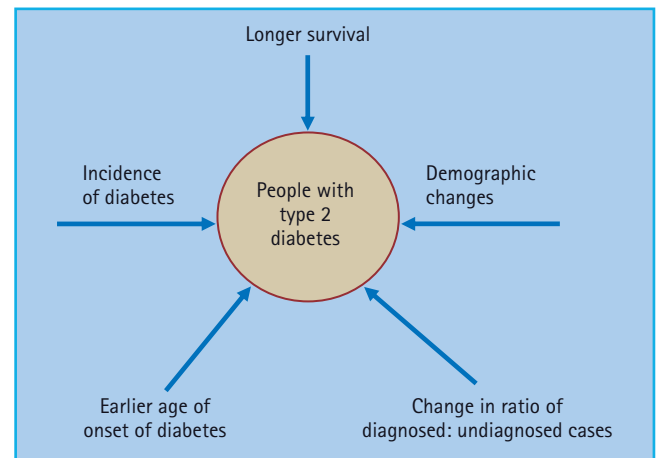 Longer survival
Incidence
of diabetes
People with
type 2
diabetes
Demographic
changes
Earlier age of
onset of diabetes
Change in ratio of
diagnosed: undiagnosed cases